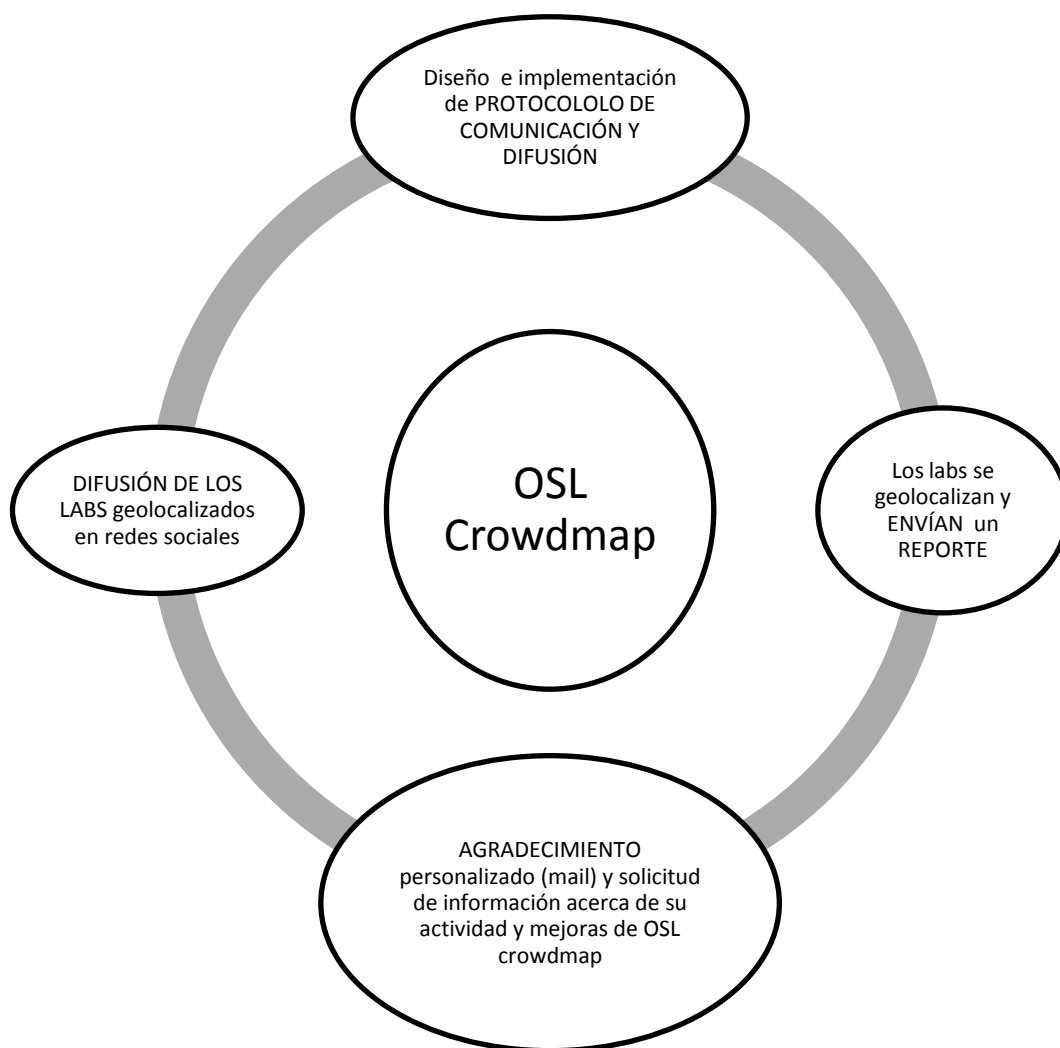 Diseño e implementación
de PROTOCOLOLO DE
COMUNICACIÓN Y
DIFUSIÓN
DIFUSIÓN DE LOS
LABS geolocalizados
en redes sociales
OSL
Crowdmap
Los labs se
geolocalizan y
ENVÍAN un
REPORTE
AGRADECIMIENTO
personalizado (mail) y solicitud
de información acerca de su
actividad y mejoras de OSL
crowdmap